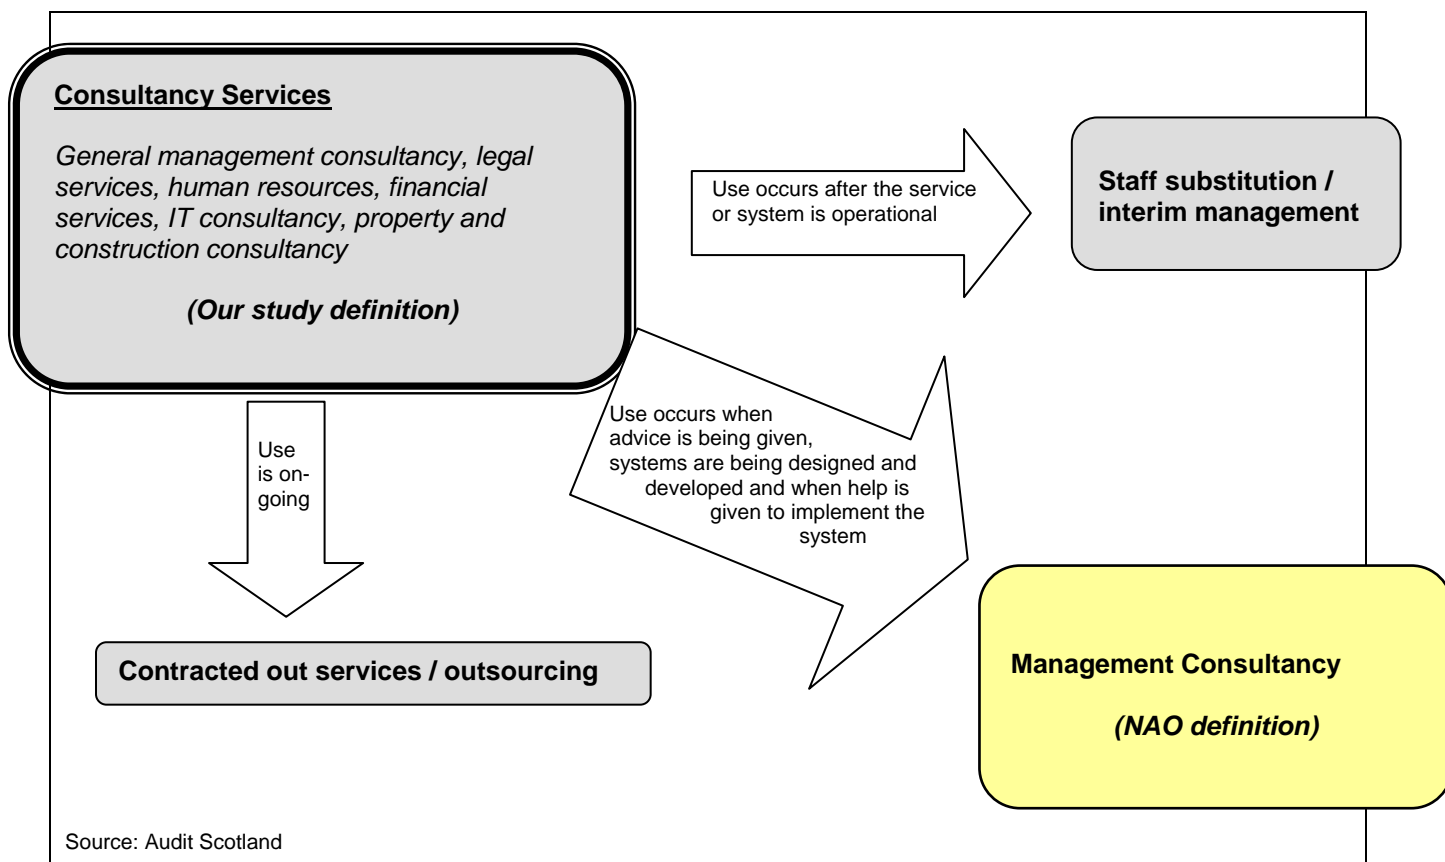 Consultancy Services
General management consultancy, legal
services, human resources, financial
services, IT consultancy, property and
construction consultancy
(Our study definition)
Use occurs after the service
or system is operational
Staff substitution /
interim management
Use occurs when
advice is being given,
systems are being designed and
developed and when help is
given to implement the
system
Use
is on-
going
Contracted out services / outsourcing
Management Consultancy
(NAO definition)
Source: Audit Scotland